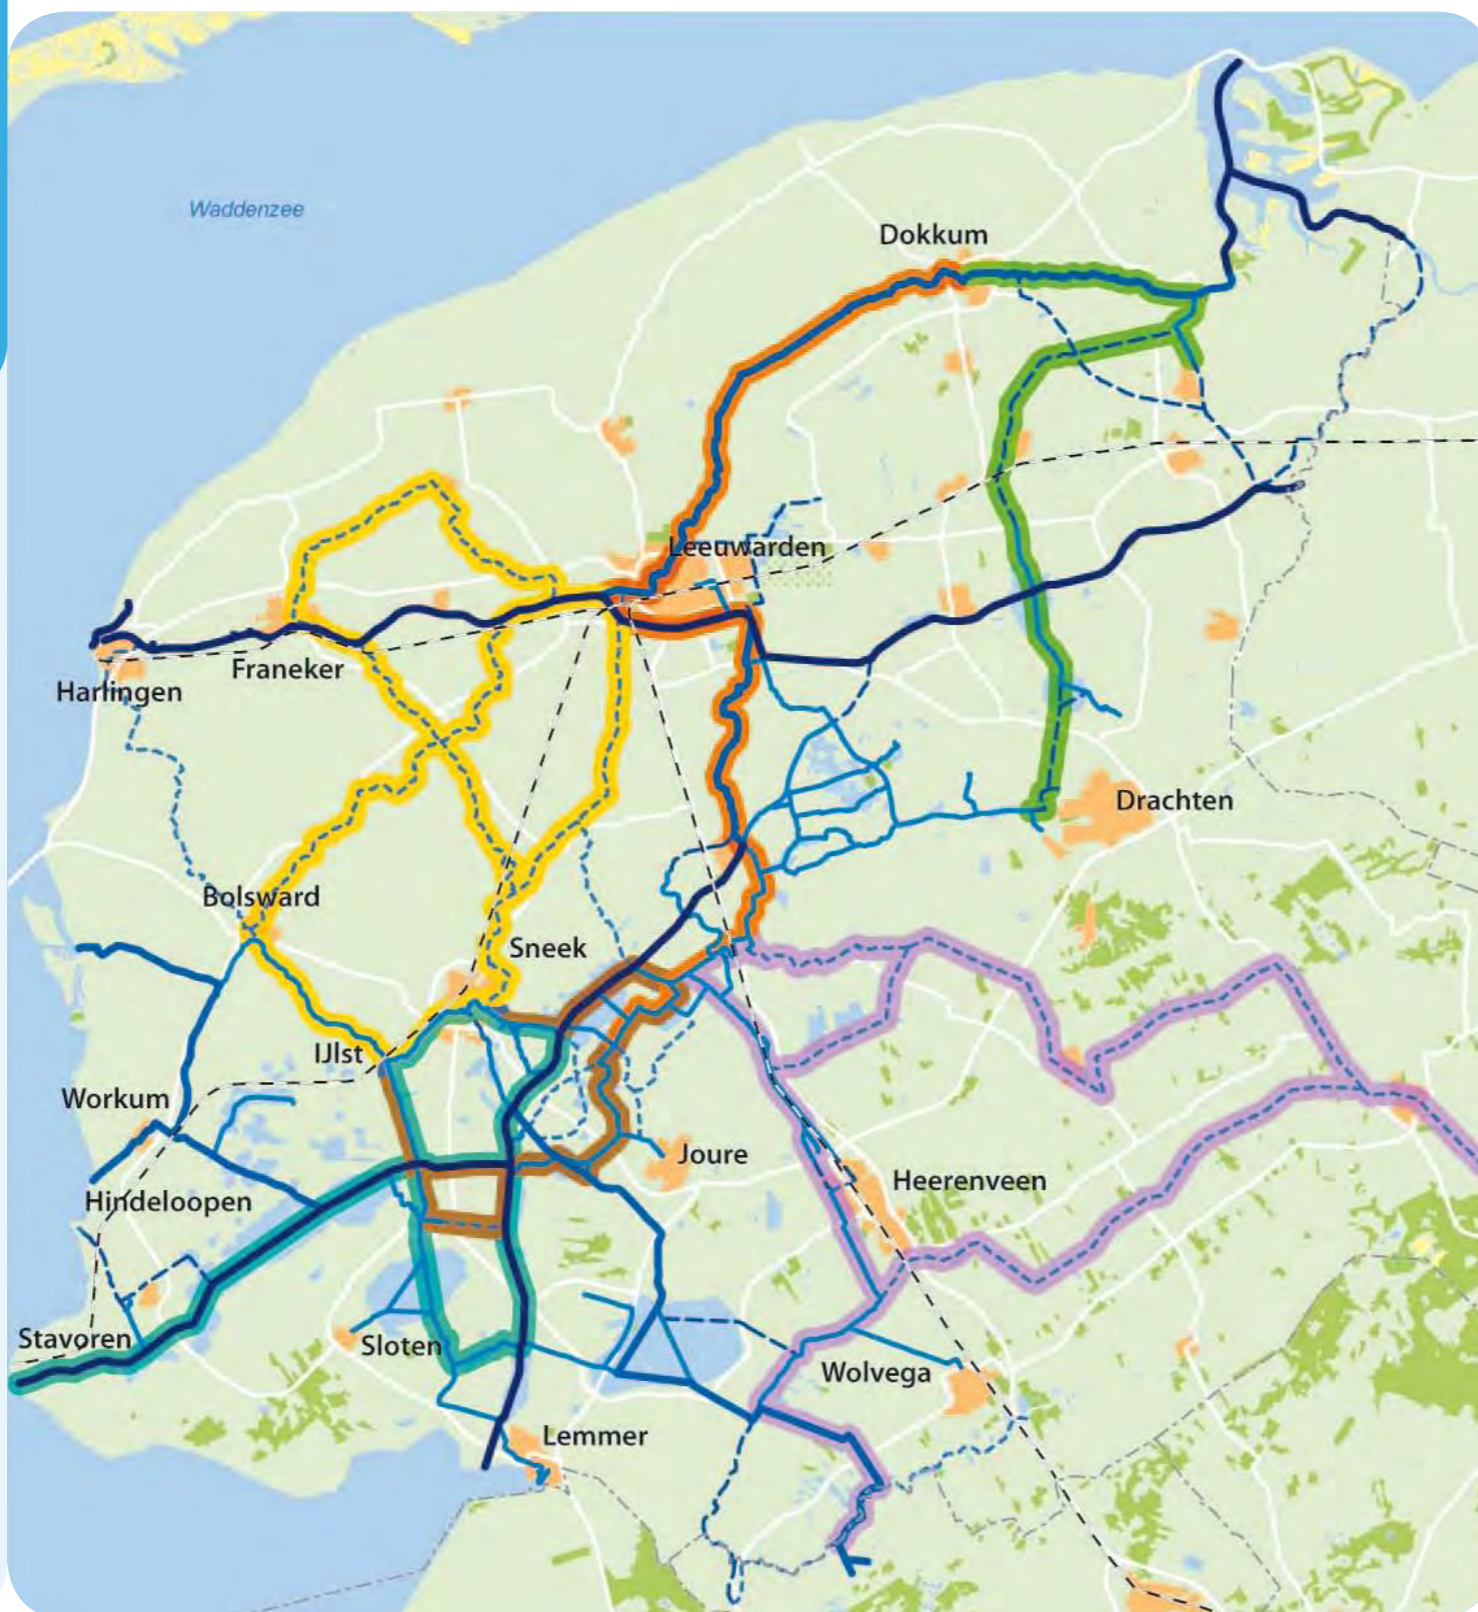 Waddenzee
Dokkum
Leeuwarden
Franeker
Harlingen
Drachten
Bolsward
Sneek
IJlst
Workum
Joure
Heerenveen
Hindeloopen
Stavoren
Sloten
Wolvega
Lemmer